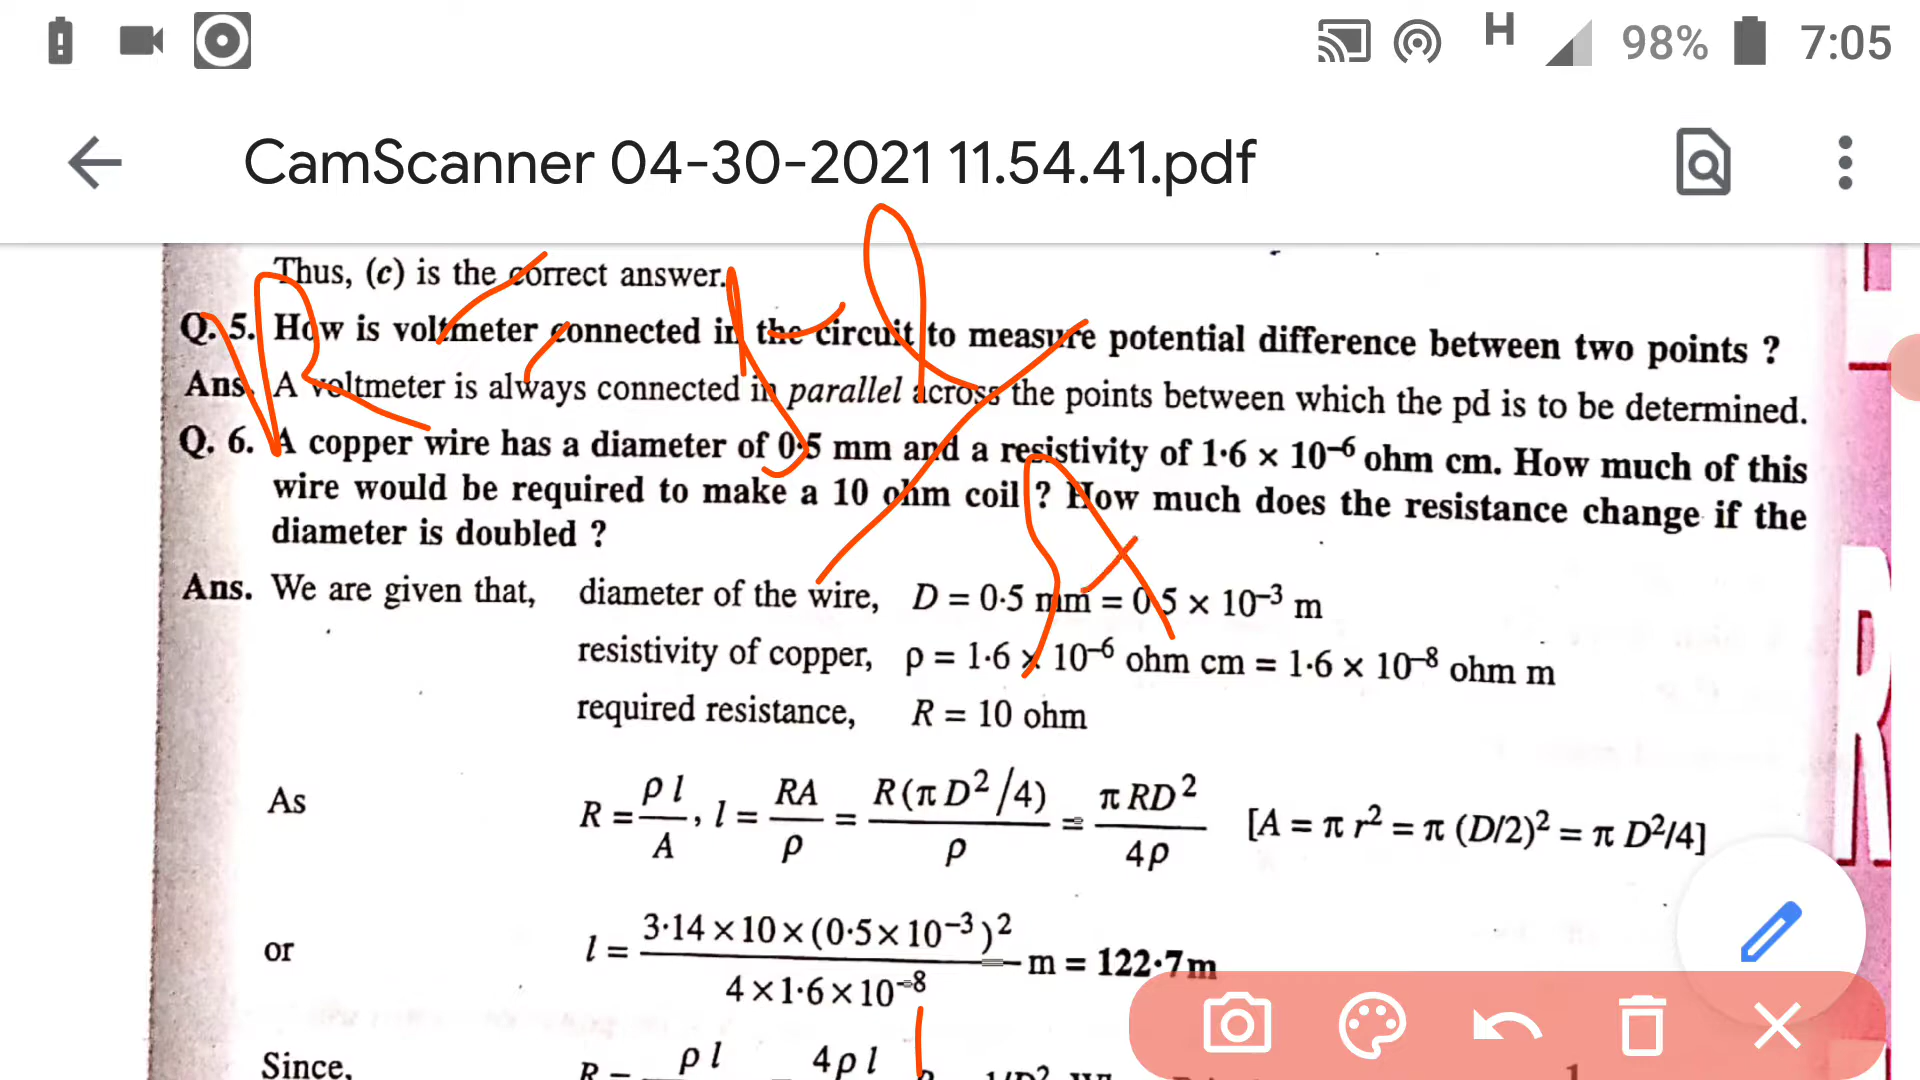 H 98% 7:05
CamScanner 04-30-2021 11.54.41.pdf
Thus, (c) is the correct answer.
Q. 5. How is voltmeter connected in the circuit to measure potential difference between two points ?
Ans. A voltmeter is always connected in parallel across the points between which the pd is to be determined.
Q. 6. A copper wire has a diameter of 0·5 mm and a resistivity of 1·6 × 10⁻⁶ ohm cm. How much of this
wire would be required to make a 10 ohm coil ? How much does the resistance change if the
diameter is doubled ?
Ans. We are given that, diameter of the wire, D = 0·5 mm = 0·5 × 10⁻³ m
resistivity of copper, ρ = 1·6 × 10⁻⁶ ohm cm = 1·6 × 10⁻⁸ ohm m
required resistance, R = 10 ohm
As R = ρ l / A , l = RA / ρ = R (π D² /4) / ρ = π RD² / 4ρ [A = π r² = π (D/2)² = π D²/4]
or l = 3·14 × 10 × (0·5 × 10⁻³ )² / 4 × 1·6 × 10⁻⁸ m = 122·7 m
Since, R = ρ l 4ρ l
R = ρl / A